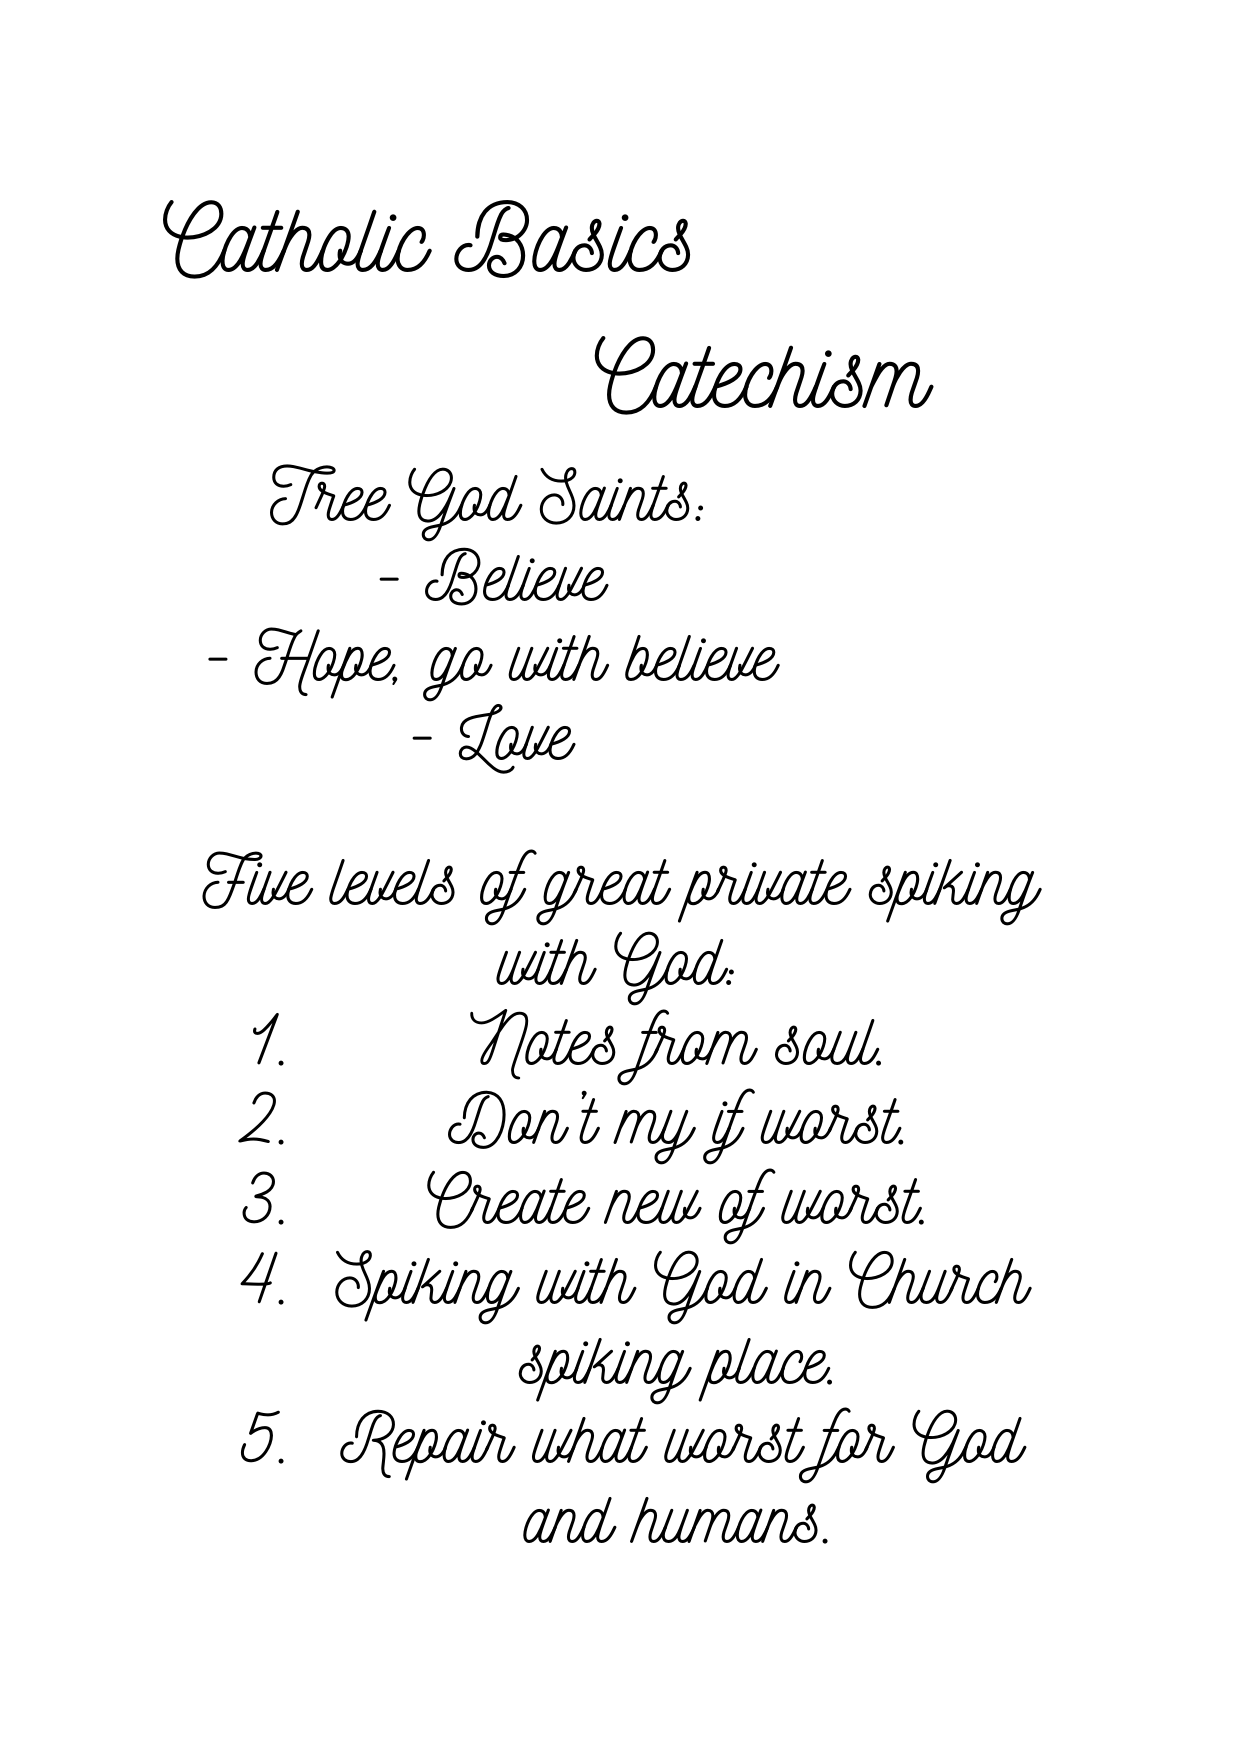 Catholic Basics
Catechism
Tree God Saints:
- Believe
- Hope, go with believe
- Love
Five levels of great private spiking
with God:
1. Notes from soul.
2. Don't my if worst.
3. Create new of worst.
4. Spiking with God in Church
spiking place.
5. Repair what worst for God
and humans.